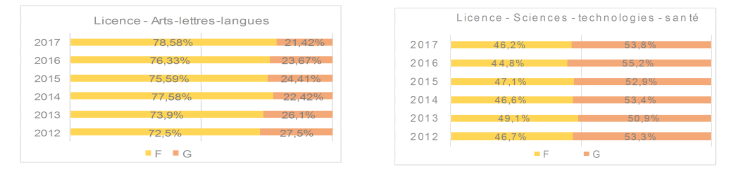 Licence - Arts-lettres-langues
2017 78,58% 21,42%
2016 76,33% 23,67%
2015 75,59% 24,41%
2014 77,58% 22,42%
2013 73,9% 26,1%
2012 72,5% 27,5%
F G
Licence - Sciences - technologies - santé
2017 46,2% 53,8%
2016 44,8% 55,2%
2015 47,1% 52,9%
2014 46,6% 53,4%
2013 49,1% 50,9%
2012 46,7% 53,3%
F G